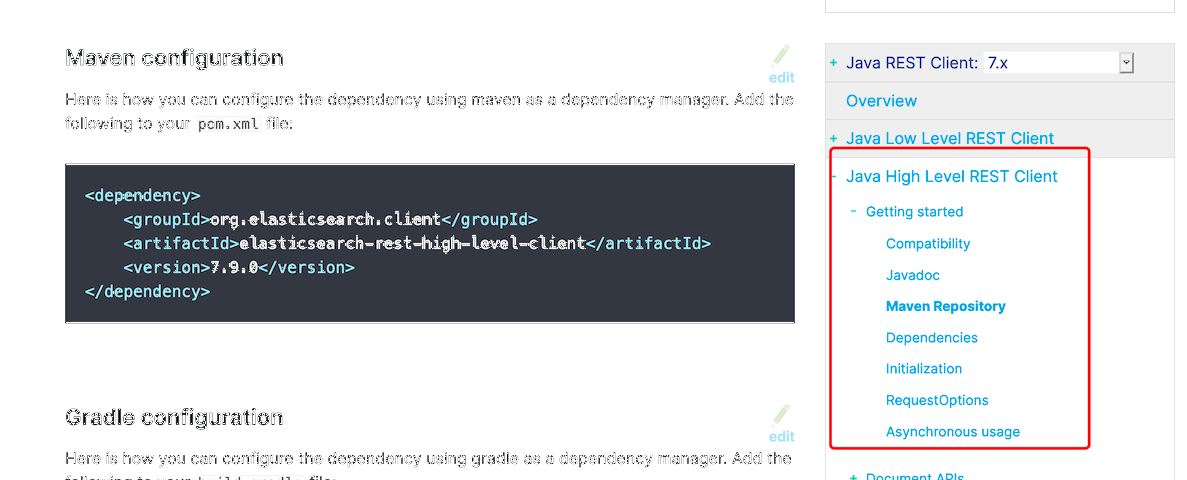 Maven configuration
edit
Here is how you can configure the dependency using maven as a dependency manager. Add the
following to your pom.xml file:
<dependency>
<groupId>org.elasticsearch.client</groupId>
<artifactId>elasticsearch-rest-high-level-client</artifactId>
<version>7.9.0</version>
</dependency>
Gradle configuration
edit
Here is how you can configure the dependency using gradle as a dependency manager. Add the
following to your build.gradle file:
+ Java REST Client: 7.x
Overview
+ Java Low Level REST Client
- Java High Level REST Client
- Getting started
Compatibility
Javadoc
Maven Repository
Dependencies
Initialization
RequestOptions
Asynchronous usage
+ Document APIs